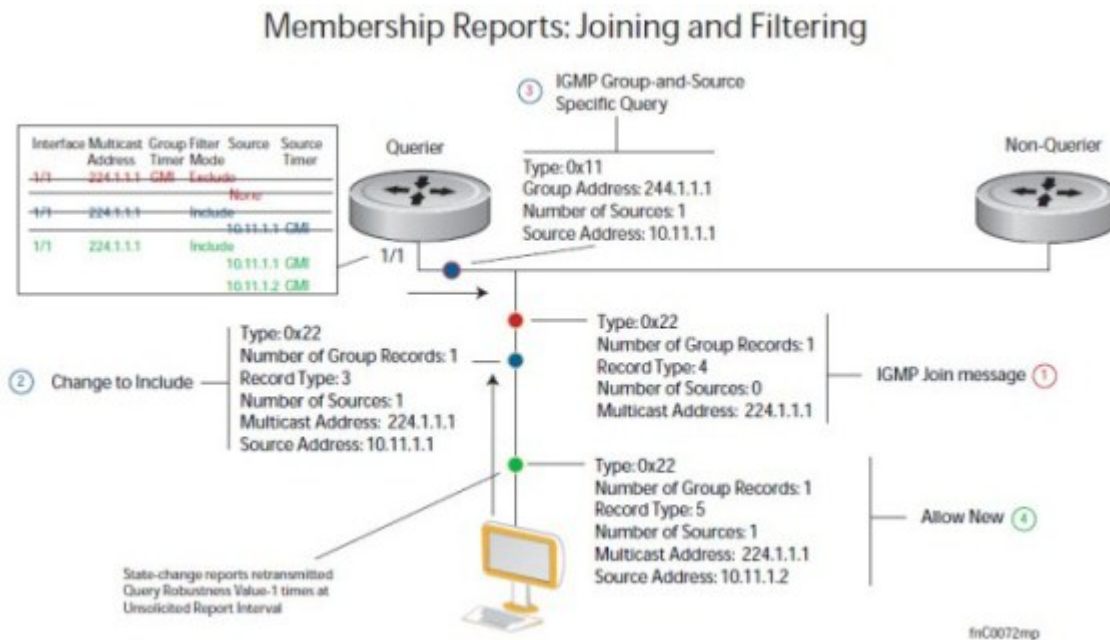 Membership Reports: Joining and Filtering
3
IGMP Group-and-Source
Specific Query
Interface Multicast Group Filter Source Source
Address Timer Mode Timer
1/1 224.1.1.1 GMI Exclude
None
1/1 224.1.1.1 Include
10.11.1.1 GMI
1/1 224.1.1.1 Include
10.11.1.1 GMI
10.11.1.2 GMI
Querier
1/1
Non-Querier
Type: 0x11
Group Address: 244.1.1.1
Number of Sources: 1
Source Address: 10.11.1.1
Type: 0x22
Number of Group Records: 1
Record Type: 4
Number of Sources: 0
Multicast Address: 224.1.1.1
IGMP Join message 1
2 Change to Include
Type: 0x22
Number of Group Records: 1
Record Type: 3
Number of Sources: 1
Multicast Address: 224.1.1.1
Source Address: 10.11.1.1
Type: 0x22
Number of Group Records: 1
Record Type: 5
Number of Sources: 1
Multicast Address: 224.1.1.1
Source Address: 10.11.1.2
Allow New 4
State-change reports retransmitted
Query Robustness Value-1 times at
Unsolicited Report Interval
fnC0072mp